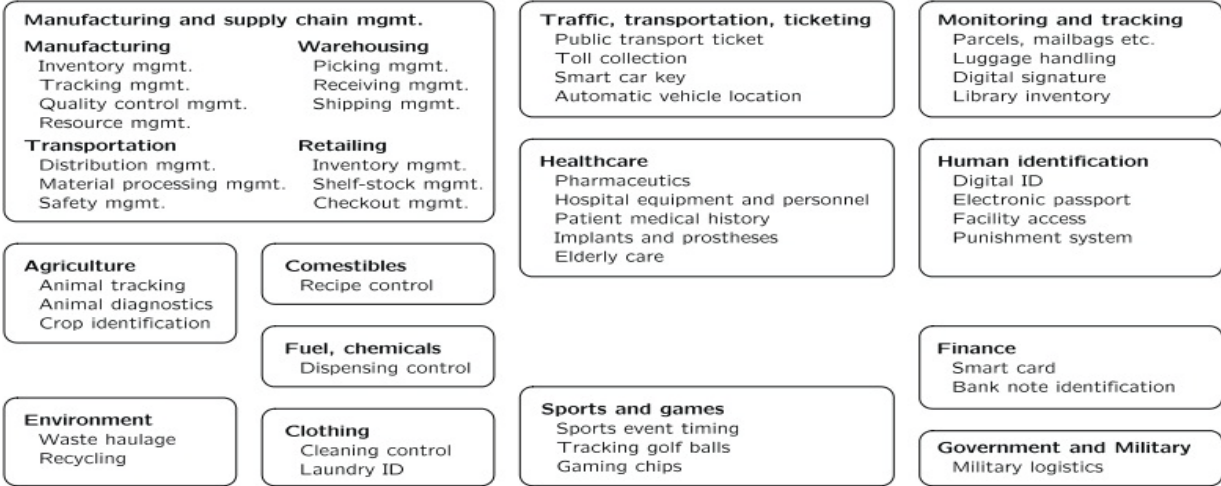 Manufacturing and supply chain mgmt.
Manufacturing
Inventory mgmt.
Tracking mgmt.
Quality control mgmt.
Resource mgmt.
Warehousing
Picking mgmt.
Receiving mgmt.
Shipping mgmt.
Transportation
Distribution mgmt.
Material processing mgmt.
Safety mgmt.
Retailing
Inventory mgmt.
Shelf-stock mgmt.
Checkout mgmt.
Traffic, transportation, ticketing
Public transport ticket
Toll collection
Smart car key
Automatic vehicle location
Monitoring and tracking
Parcels, mailbags etc.
Luggage handling
Digital signature
Library inventory
Healthcare
Pharmaceutics
Hospital equipment and personnel
Patient medical history
Implants and prostheses
Elderly care
Human identification
Digital ID
Electronic passport
Facility access
Punishment system
Agriculture
Animal tracking
Animal diagnostics
Crop identification
Comestibles
Recipe control
Fuel, chemicals
Dispensing control
Finance
Smart card
Bank note identification
Environment
Waste haulage
Recycling
Clothing
Cleaning control
Laundry ID
Sports and games
Sports event timing
Tracking golf balls
Gaming chips
Government and Military
Military logistics